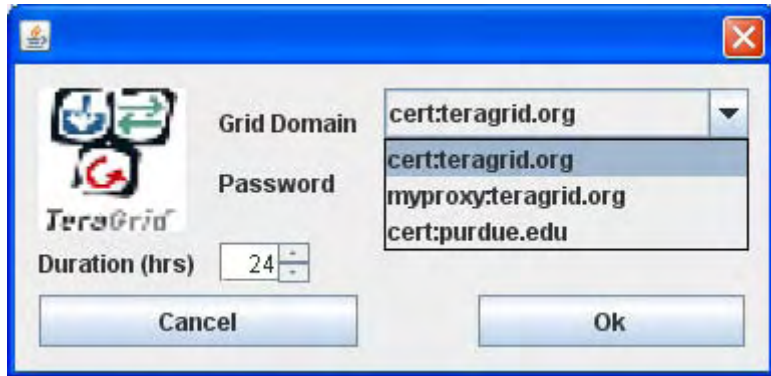 Grid Domain
cert:teragrid.org
cert:teragrid.org
myproxy:teragrid.org
cert:purdue.edu
Password
TeraGrid
Duration (hrs)
24
Cancel
Ok